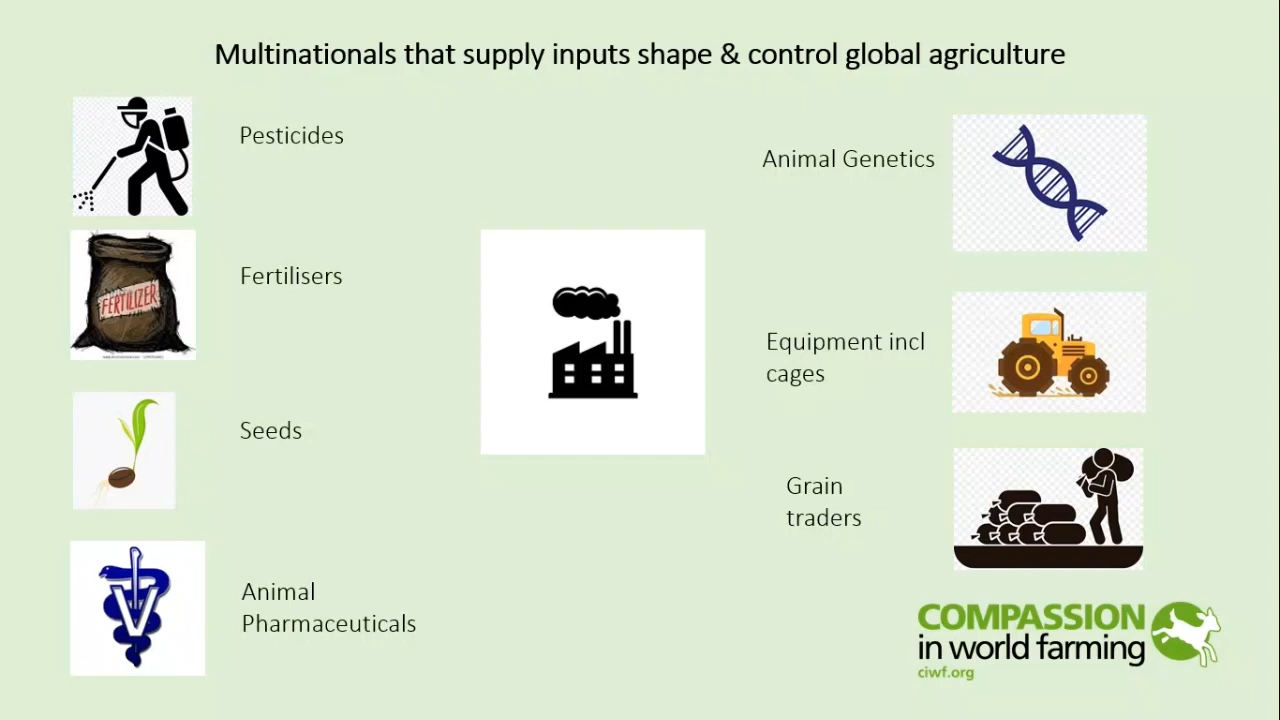 Multinationals that supply inputs shape & control global agriculture
Pesticides
Fertilisers
FERTILIZER
Seeds
V
Animal
Pharmaceuticals
Animal Genetics
Equipment incl
cages
Grain
traders
COMPASSION
in world farming
ciwf.org